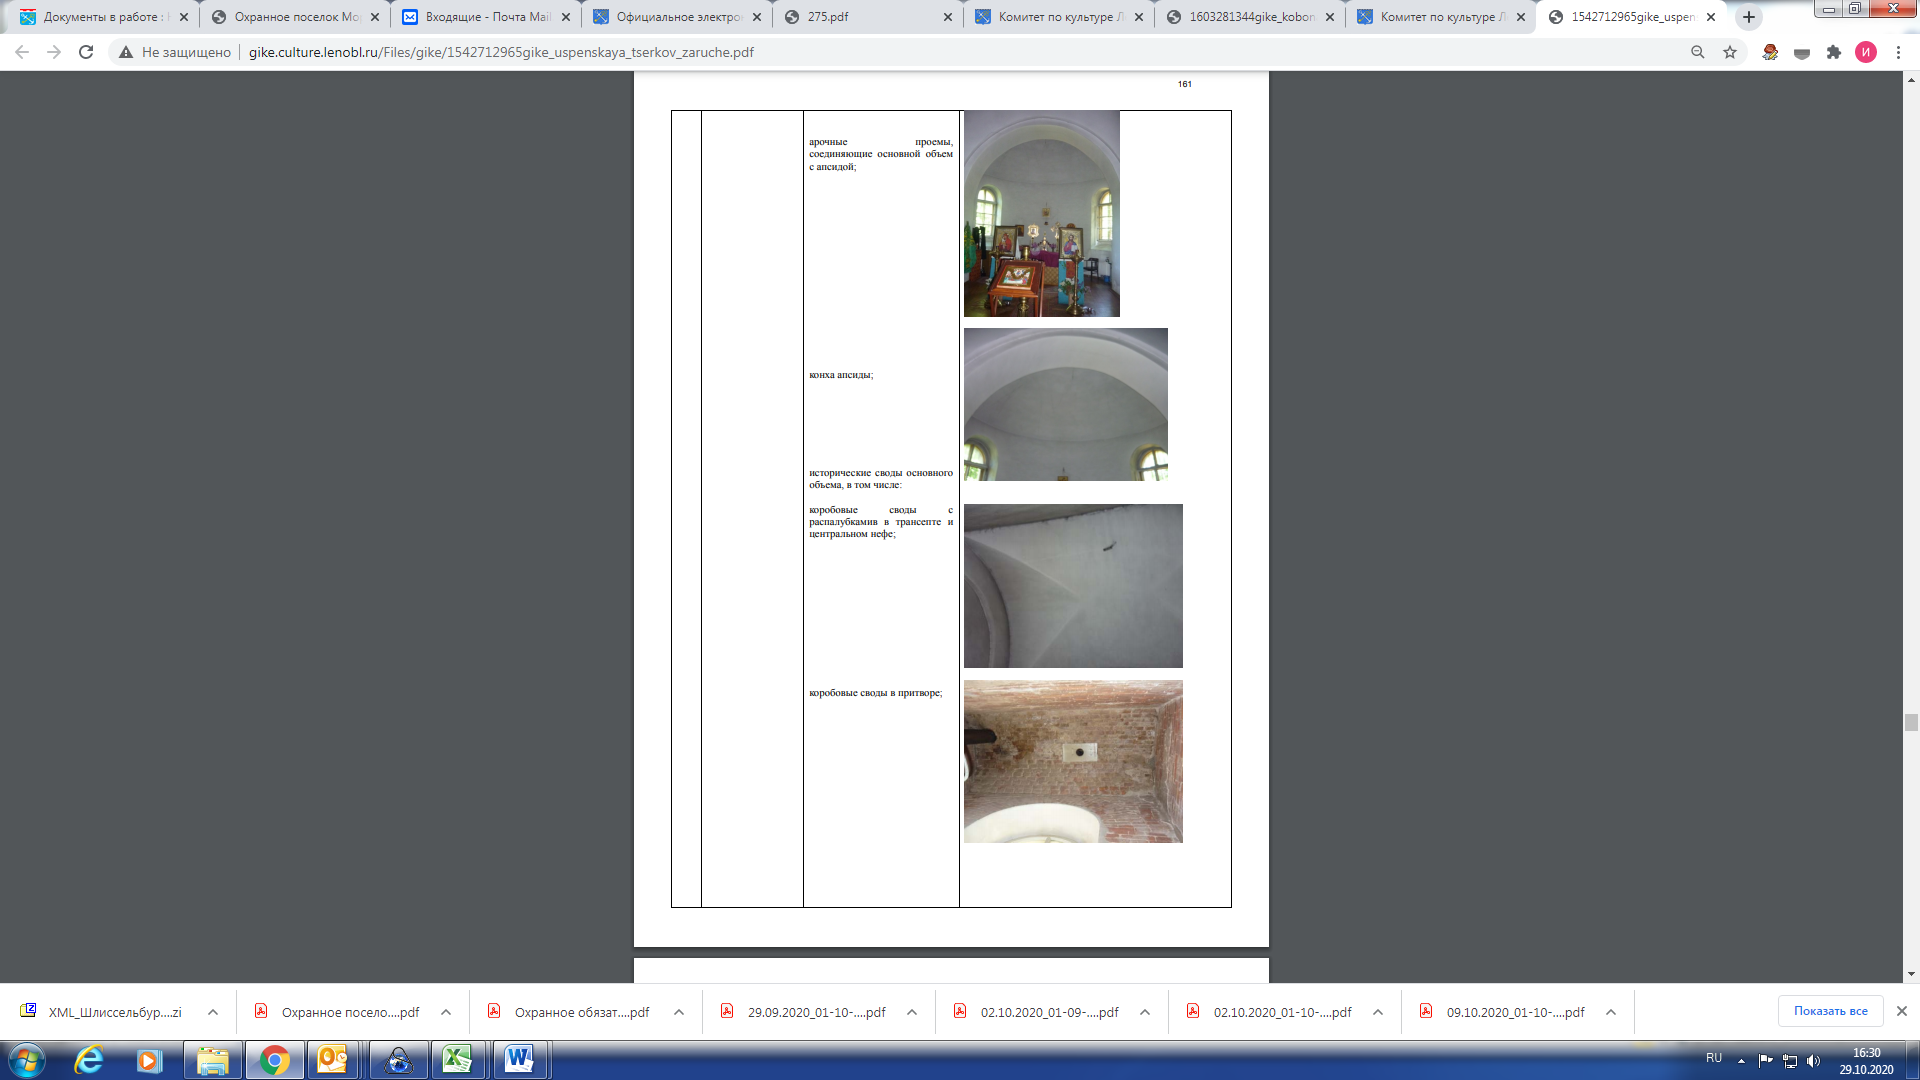 Документы в работе :
Охранное поселок Мо
Входящие - Почта Mail
Официальное электро
275.pdf
Комитет по культуре Л
1603281344gike_kobon
Комитет по культуре Л
1542712965gike_uspen
Не защищено
gike.culture.lenobl.ru/Files/gike/1542712965gike_uspenskaya_tserkov_zaruche.pdf
И
161
арочные проемы,
соединяющие основной объем
с апсидой;
конха апсиды;
исторические своды основного
объема, в том числе:
коробовые своды с
распалубкамив в трансепте и
центральном нефе;
коробовые своды в притворе;
XML_Шлиссельбур....zi
Охранное посело....pdf
Охранное обязат....pdf
29.09.2020_01-10-....pdf
02.10.2020_01-09-....pdf
02.10.2020_01-10-....pdf
09.10.2020_01-10-....pdf
Показать все
RU
16:30
29.10.2020